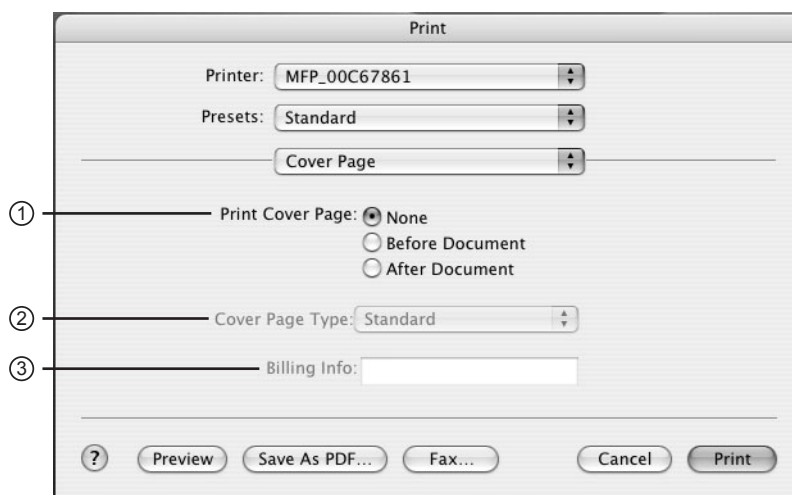 Print
Printer: MFP_00C67861
Presets: Standard
Cover Page
① Print Cover Page: None
Before Document
After Document
② Cover Page Type: Standard
③ Billing Info:
? Preview Save As PDF... Fax... Cancel Print